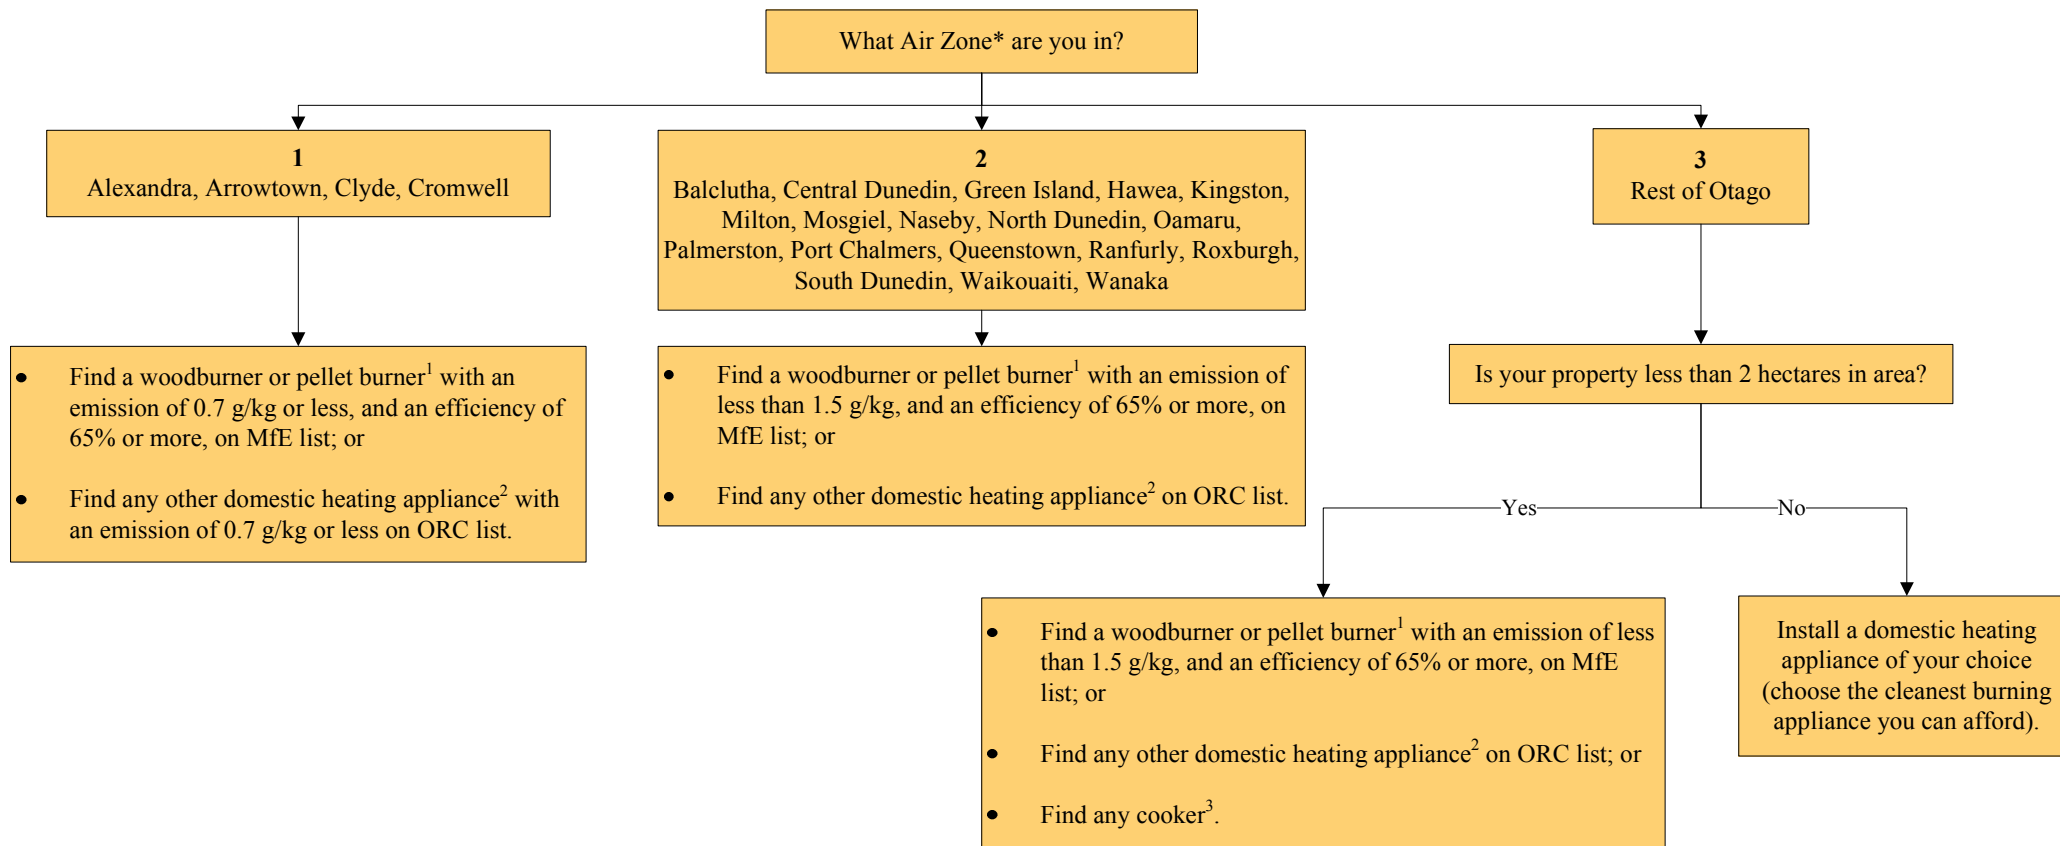 What Air Zone* are you in?
1
Alexandra, Arrowtown, Clyde, Cromwell
2
Balclutha, Central Dunedin, Green Island, Hawea, Kingston,
Milton, Mosgiel, Naseby, North Dunedin, Oamaru,
Palmerston, Port Chalmers, Queenstown, Ranfurly, Roxburgh,
South Dunedin, Waikouaiti, Wanaka
3
Rest of Otago
• Find a woodburner or pellet burner¹ with an
emission of 0.7 g/kg or less, and an efficiency of
65% or more, on MfE list; or
• Find any other domestic heating appliance² with
an emission of 0.7 g/kg or less on ORC list.
• Find a woodburner or pellet burner¹ with an emission of
less than 1.5 g/kg, and an efficiency of 65% or more, on
MfE list; or
• Find any other domestic heating appliance² on ORC list.
Is your property less than 2 hectares in area?
Yes
No
• Find a woodburner or pellet burner¹ with an emission of less
than 1.5 g/kg, and an efficiency of 65% or more, on MfE
list; or
• Find any other domestic heating appliance² on ORC list; or
• Find any cooker³.
Install a domestic heating
appliance of your choice
(choose the cleanest burning
appliance you can afford).